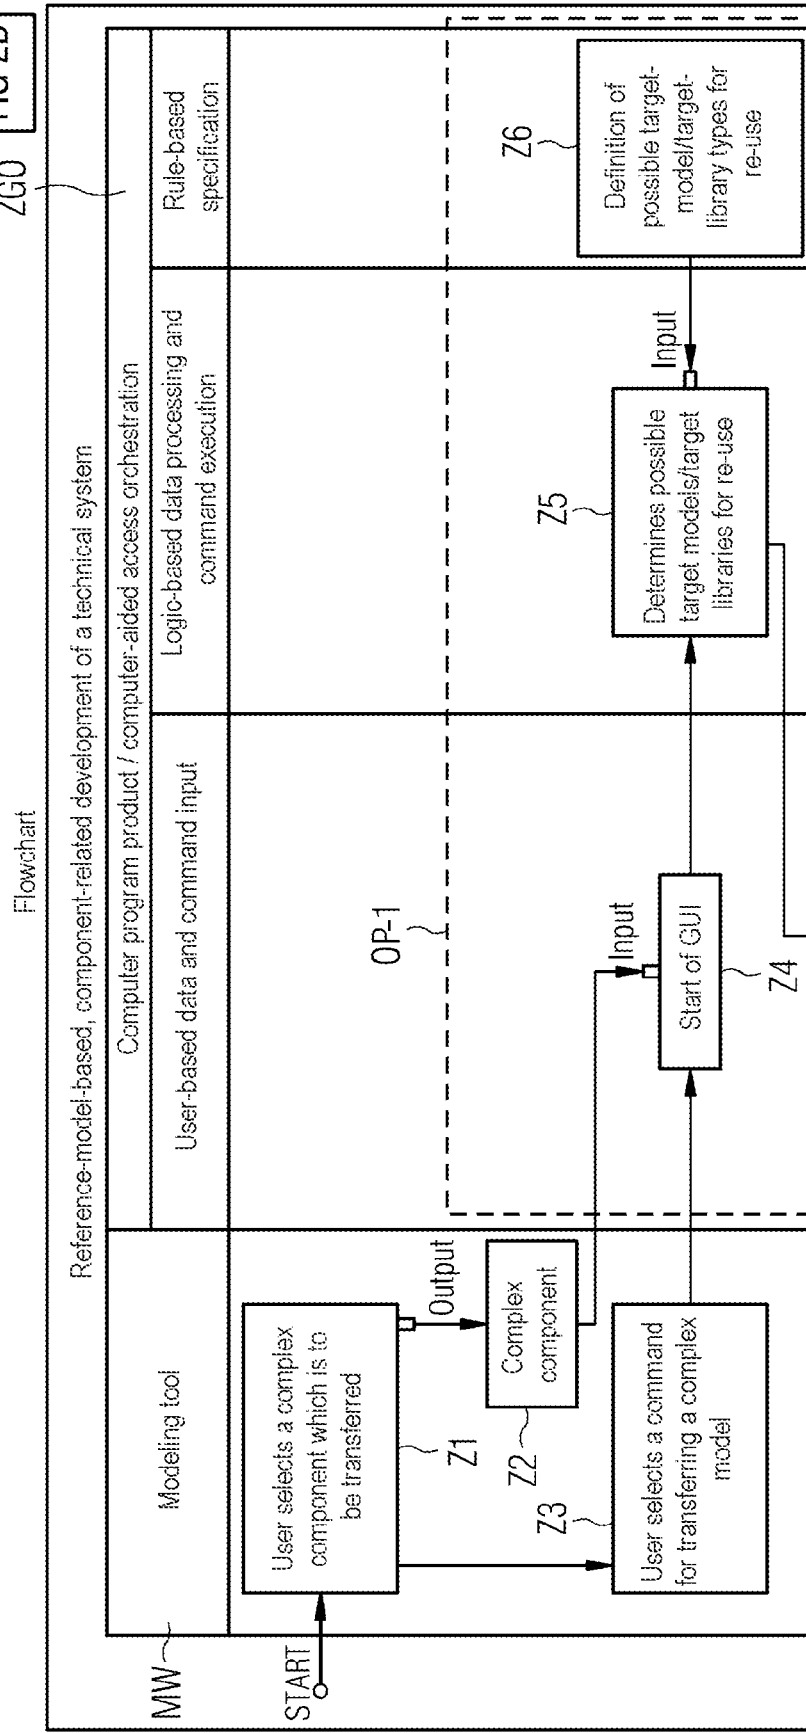 Flowchart
ZGO
Reference-model-based, component-related development of a technical system
MW
Modeling tool
Computer program product / computer-aided access orchestration
User-based data and command input
Logic-based data processing and
command execution
Rule-based
specification
START
User selects a complex
component which is to
be transferred
Z1
Output
Complex
component
Z2
Z3
User selects a command
for transferring a complex
model
OP-1
Input
Start of GUI
Z4
Z5
Determines possible
target models/target
libraries for re-use
Input
Z6
Definition of
possible target-
model/target-
library types for
re-use